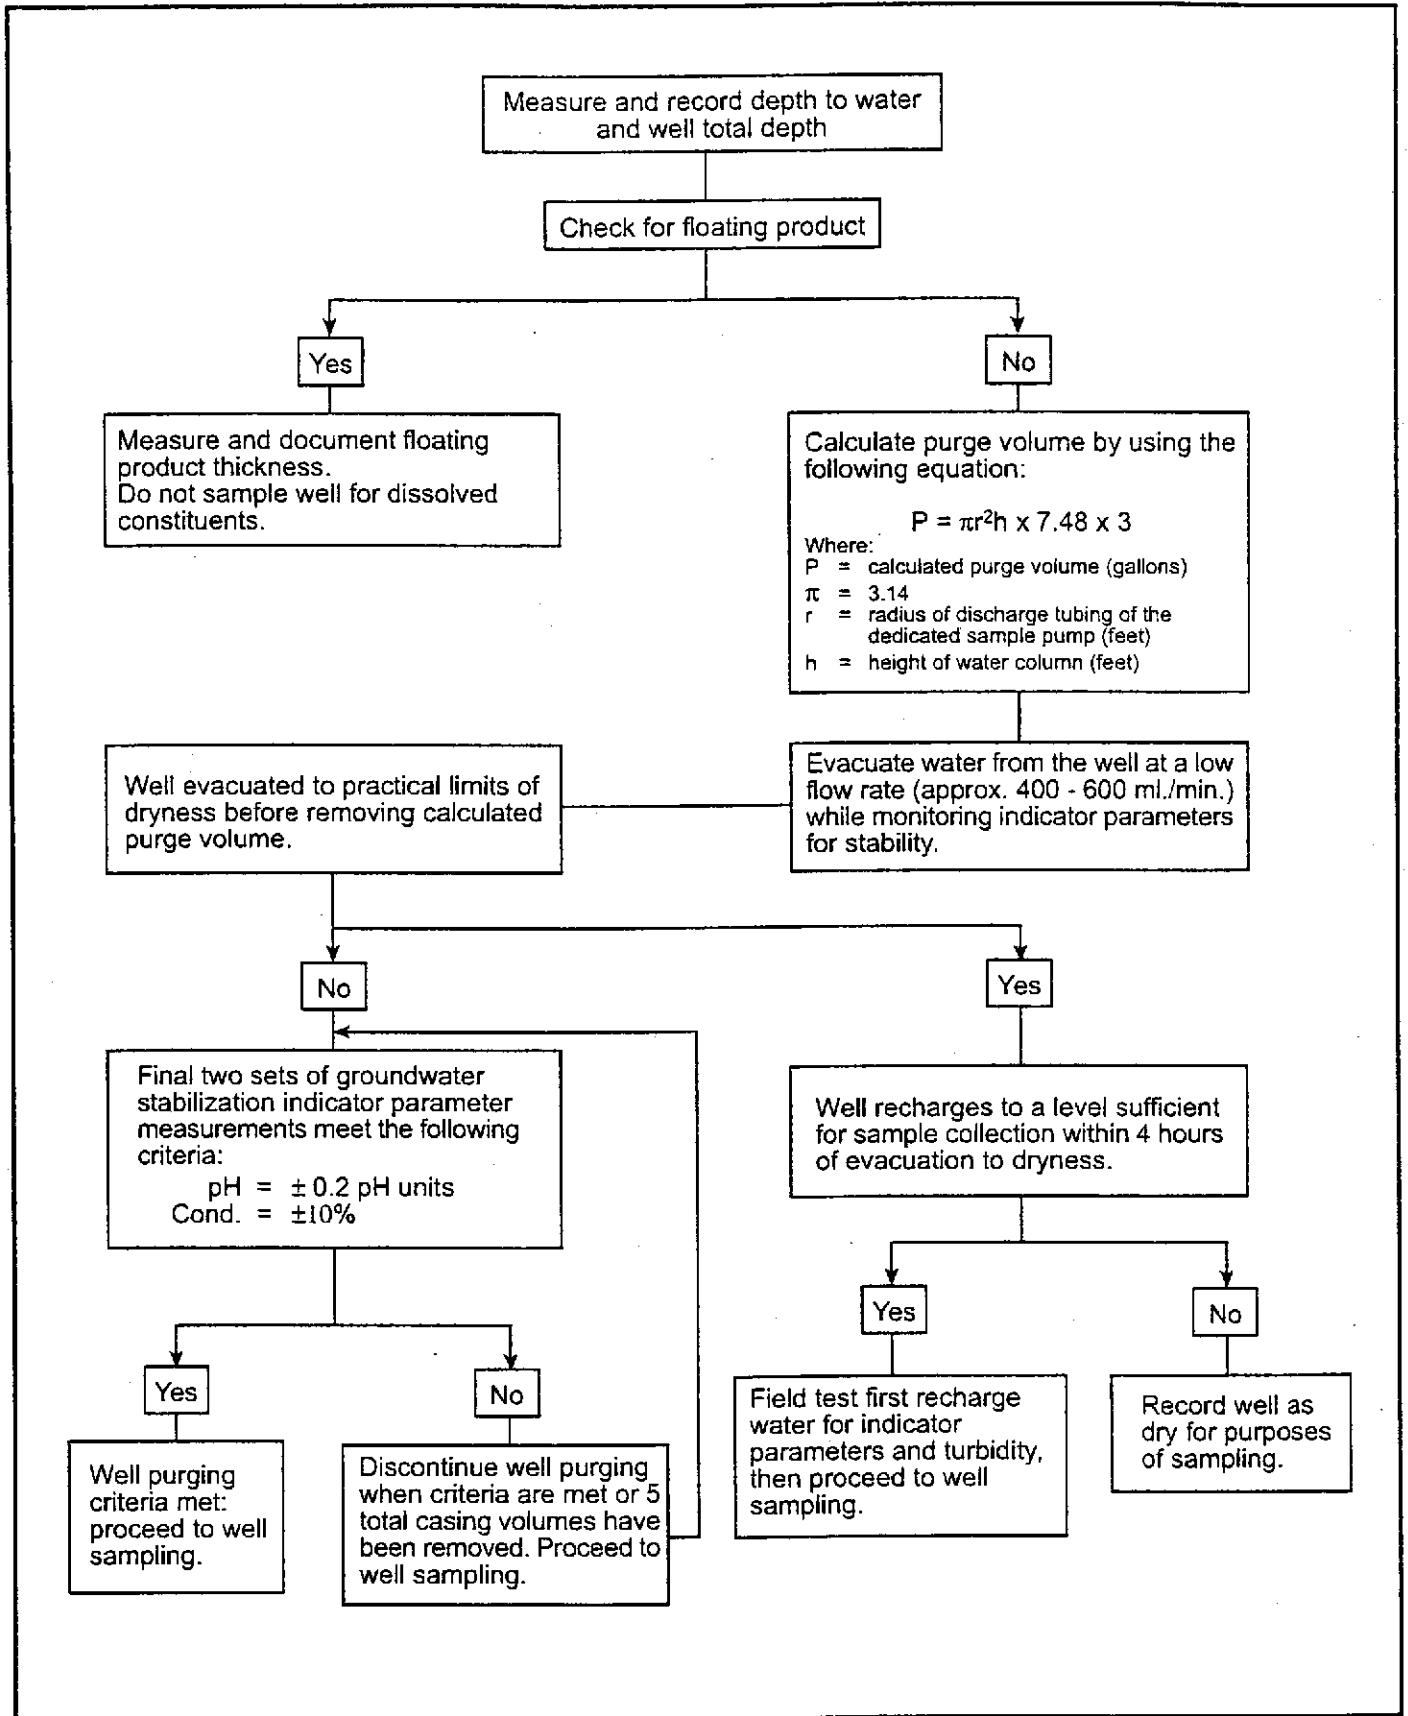 Measure and record depth to water
and well total depth
Check for floating product
Yes
No
Measure and document floating
product thickness.
Do not sample well for dissolved
constituents.
Calculate purge volume by using the
following equation:
P = πr²h x 7.48 x 3
Where:
P = calculated purge volume (gallons)
π = 3.14
r = radius of discharge tubing of the
dedicated sample pump (feet)
h = height of water column (feet)
Well evacuated to practical limits of
dryness before removing calculated
purge volume.
Evacuate water from the well at a low
flow rate (approx. 400 - 600 ml./min.)
while monitoring indicator parameters
for stability.
No
Yes
Final two sets of groundwater
stabilization indicator parameter
measurements meet the following
criteria:
pH = ± 0.2 pH units
Cond. = ±10%
Well recharges to a level sufficient
for sample collection within 4 hours
of evacuation to dryness.
Yes
No
Yes
No
Well purging
criteria met:
proceed to well
sampling.
Discontinue well purging
when criteria are met or 5
total casing volumes have
been removed. Proceed to
well sampling.
Field test first recharge
water for indicator
parameters and turbidity,
then proceed to well
sampling.
Record well as
dry for purposes
of sampling.